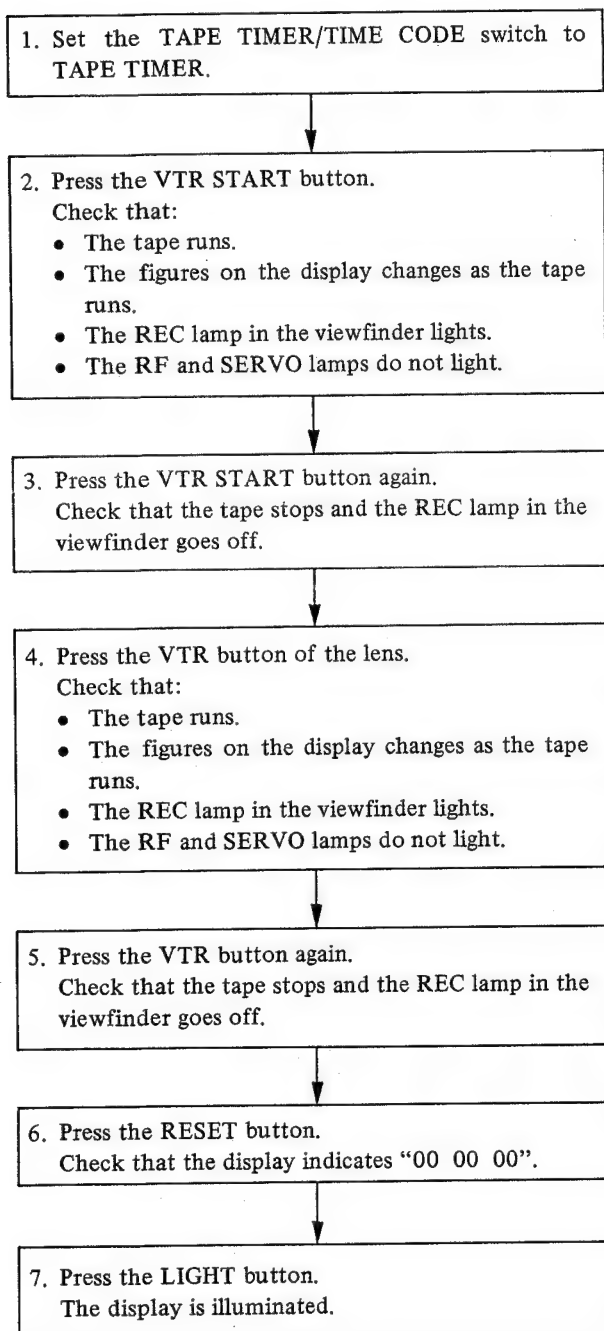 1. Set the TAPE TIMER/TIME CODE switch to
TAPE TIMER.
2. Press the VTR START button.
Check that:
• The tape runs.
• The figures on the display changes as the tape
runs.
• The REC lamp in the viewfinder lights.
• The RF and SERVO lamps do not light.
3. Press the VTR START button again.
Check that the tape stops and the REC lamp in the
viewfinder goes off.
4. Press the VTR button of the lens.
Check that:
• The tape runs.
• The figures on the display changes as the tape
runs.
• The REC lamp in the viewfinder lights.
• The RF and SERVO lamps do not light.
5. Press the VTR button again.
Check that the tape stops and the REC lamp in the
viewfinder goes off.
6. Press the RESET button.
Check that the display indicates “00 00 00”.
7. Press the LIGHT button.
The display is illuminated.